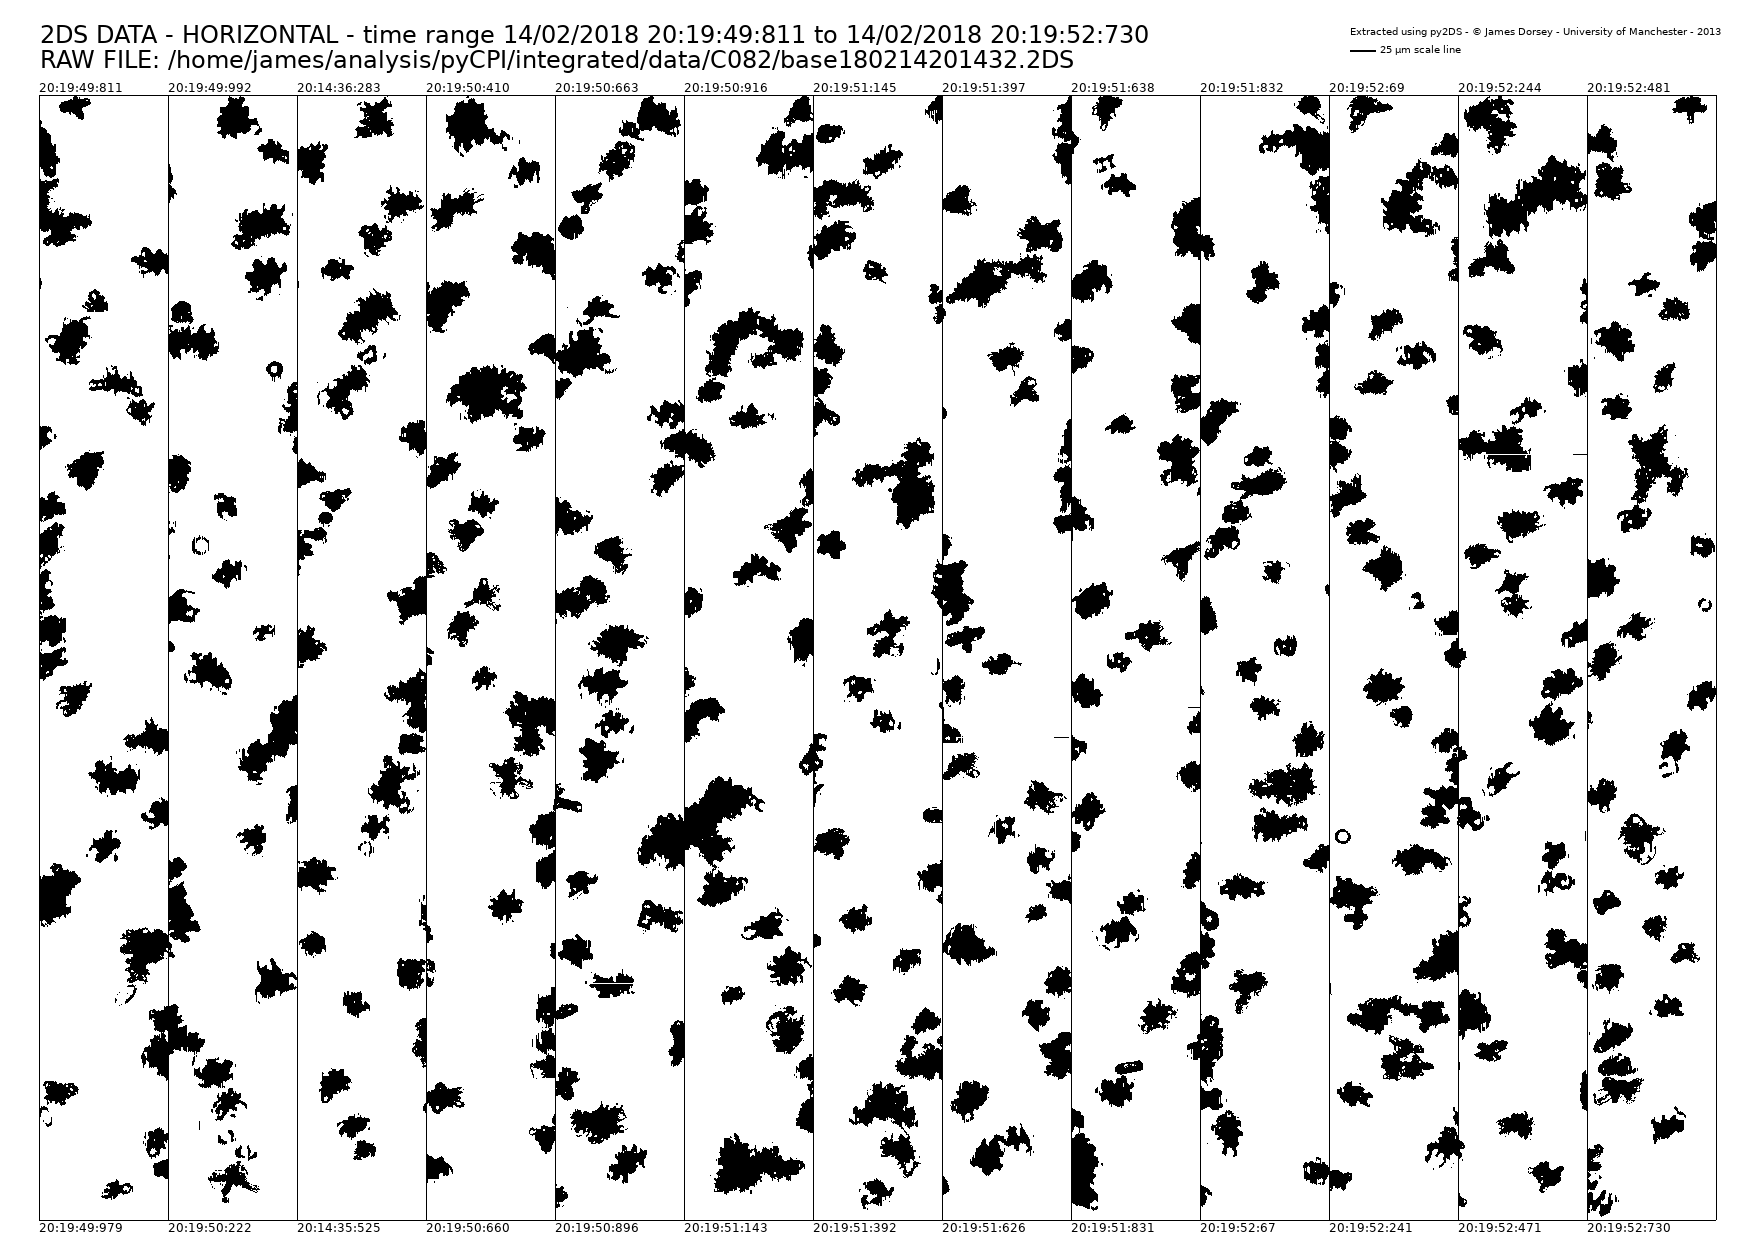 2DS DATA - HORIZONTAL - time range 14/02/2018 20:19:49:811 to 14/02/2018 20:19:52:730
RAW FILE: /home/james/analysis/pyCPI/integrated/data/C082/base180214201432.2DS
Extracted using py2DS - © James Dorsey - University of Manchester - 2013
25 µm scale line
20:19:49:811 20:19:49:992 20:14:36:283 20:19:50:410 20:19:50:663 20:19:50:916 20:19:51:145 20:19:51:397 20:19:51:638 20:19:51:832 20:19:52:69 20:19:52:244 20:19:52:481
20:19:49:979 20:19:50:222 20:14:35:525 20:19:50:660 20:19:50:896 20:19:51:143 20:19:51:392 20:19:51:626 20:19:51:831 20:19:52:67 20:19:52:241 20:19:52:471 20:19:52:730